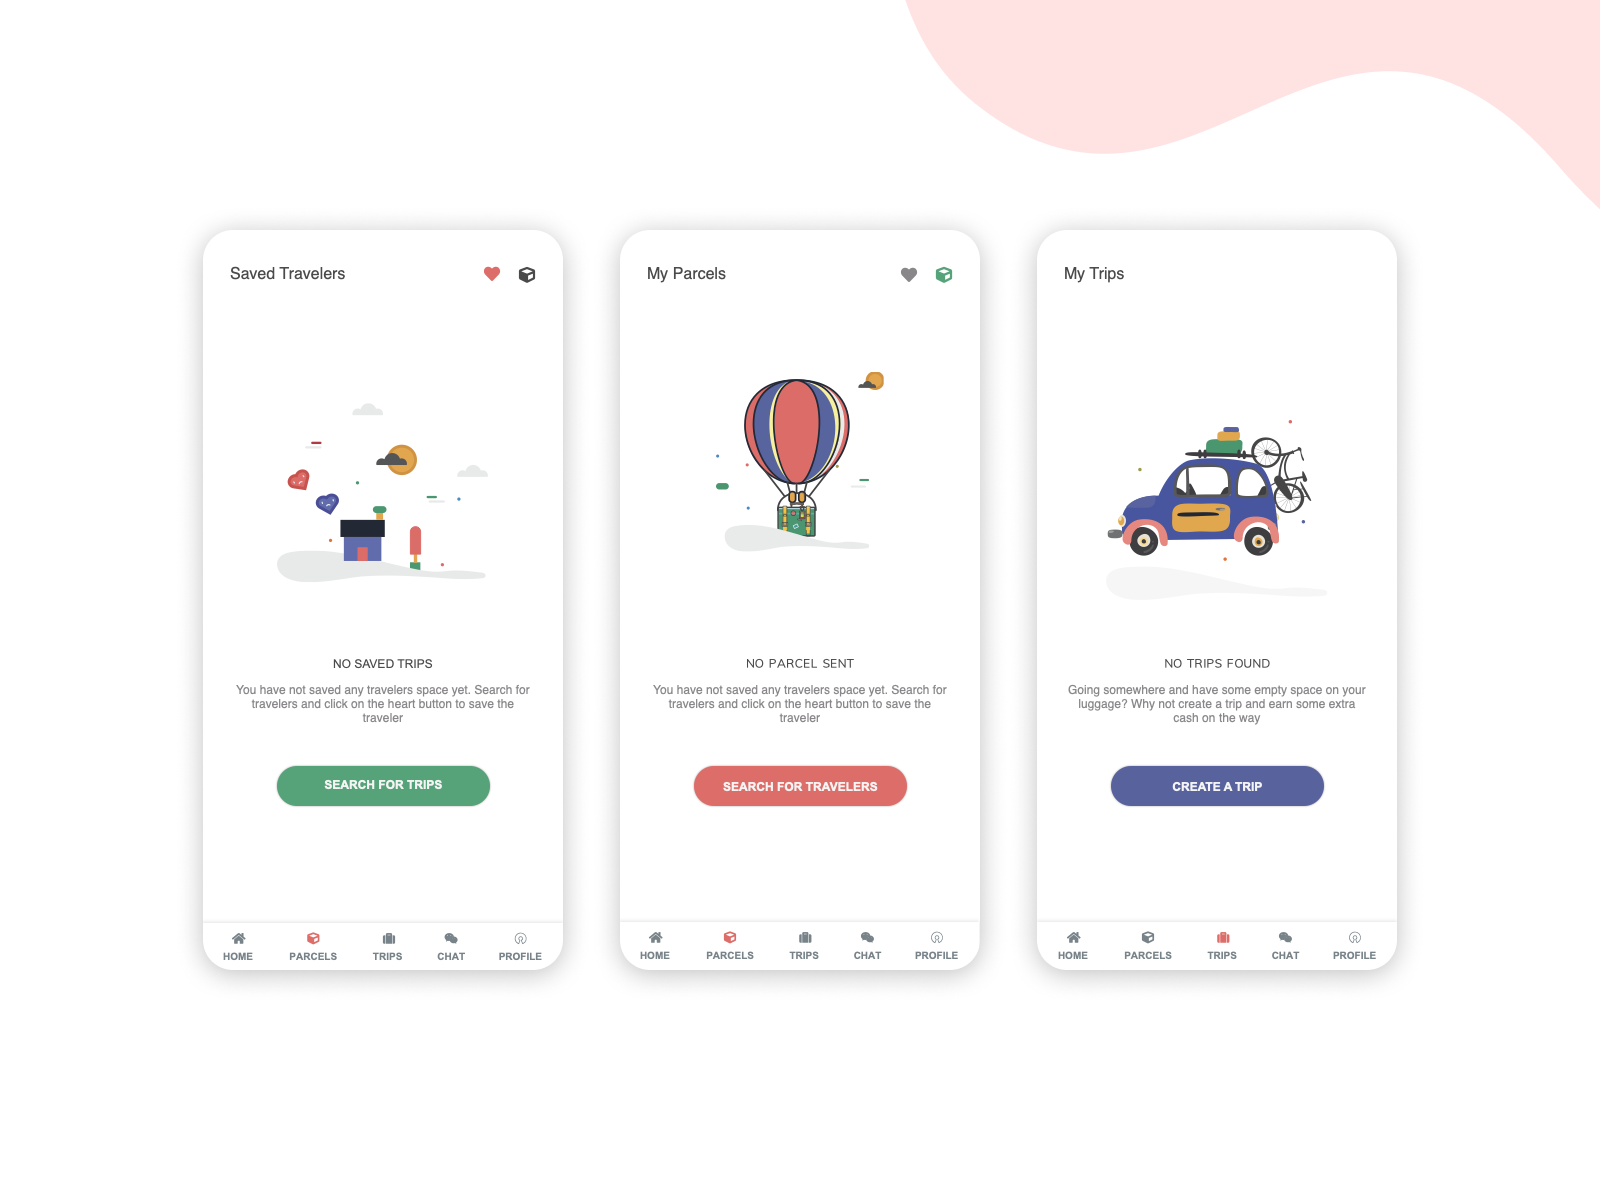 Saved Travelers
NO SAVED TRIPS
You have not saved any travelers space yet. Search for
travelers and click on the heart button to save the
traveler
SEARCH FOR TRIPS
HOME PARCELS TRIPS CHAT PROFILE
My Parcels
NO PARCEL SENT
You have not saved any travelers space yet. Search for
travelers and click on the heart button to save the
traveler
SEARCH FOR TRAVELERS
HOME PARCELS TRIPS CHAT PROFILE
My Trips
NO TRIPS FOUND
Going somewhere and have some empty space on your
luggage? Why not create a trip and earn some extra
cash on the way
CREATE A TRIP
HOME PARCELS TRIPS CHAT PROFILE